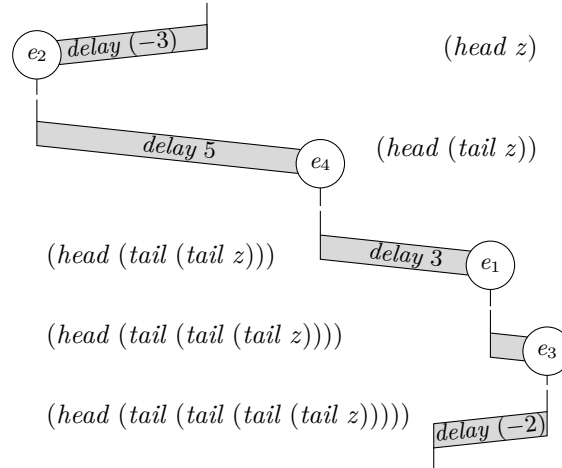 e₂ delay (−3) (head z)
delay 5 e₄ (head (tail z))
(head (tail (tail z))) delay 3 e₁
(head (tail (tail (tail z)))) e₃
(head (tail (tail (tail (tail z))))) delay (−2)